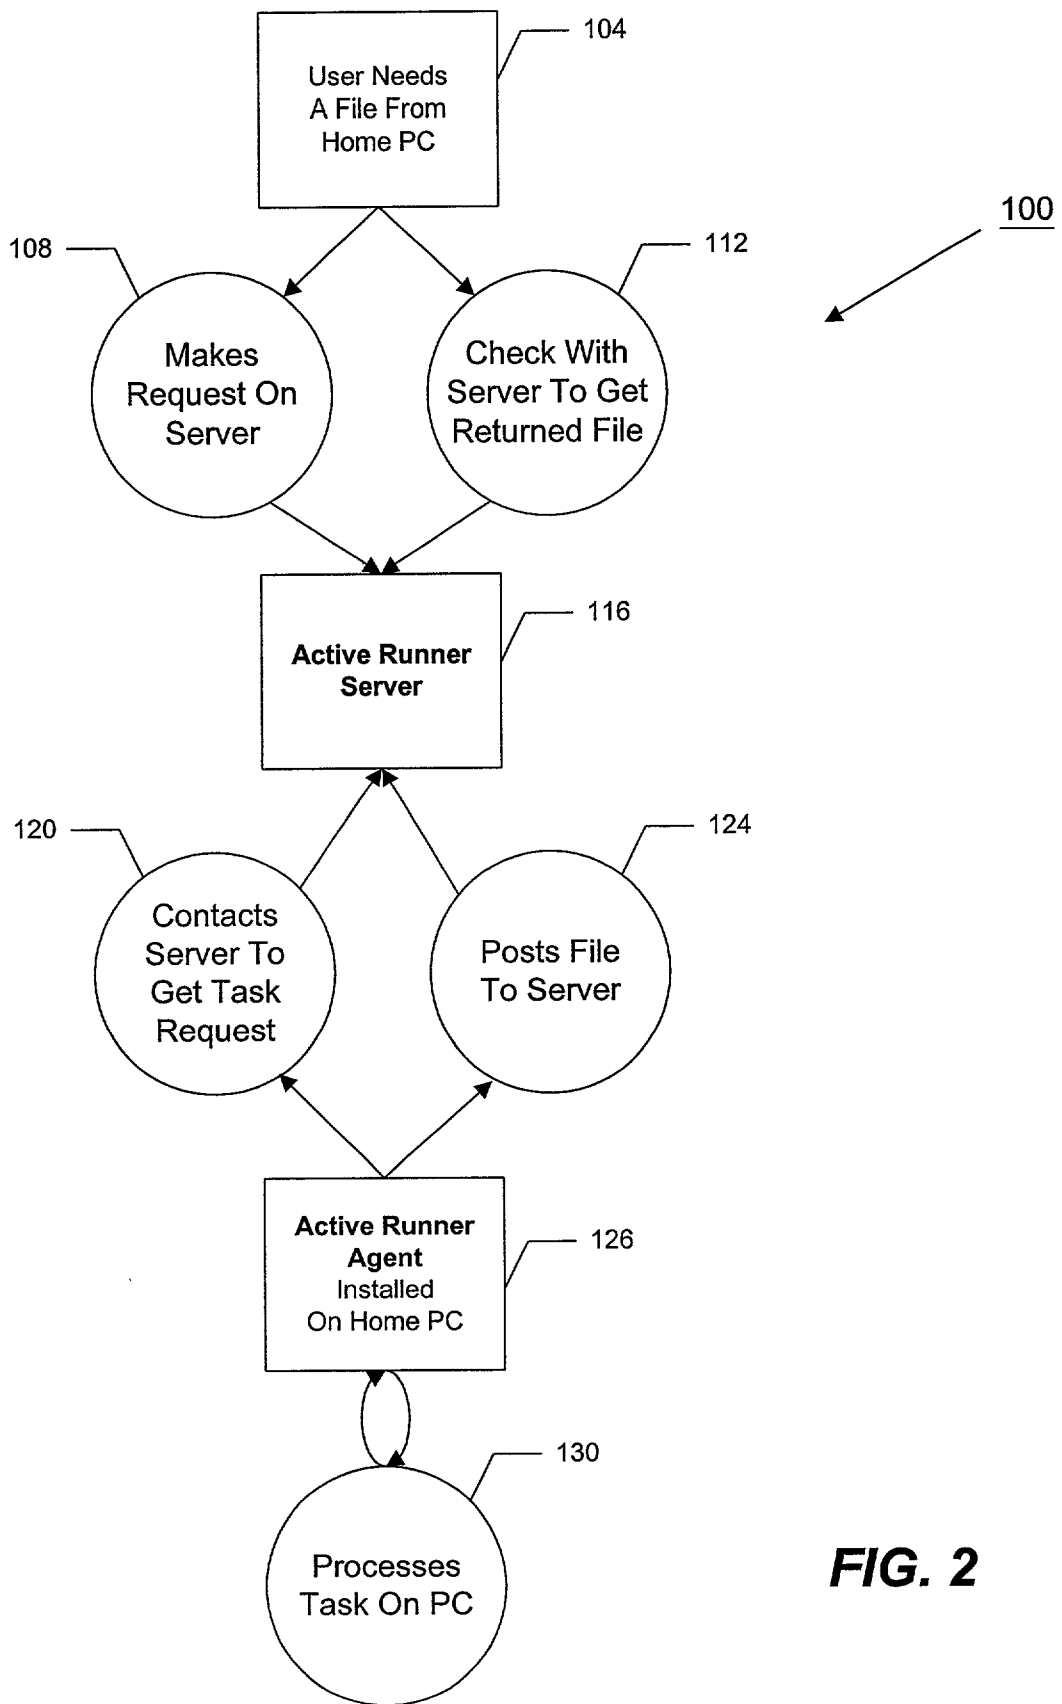 104
User Needs
A File From
Home PC
100
108
112
Makes
Request On
Server
Check With
Server To Get
Returned File
116
Active Runner
Server
120
124
Contacts
Server To
Get Task
Request
Posts File
To Server
126
Active Runner
Agent
Installed
On Home PC
130
Processes
Task On PC
FIG. 2